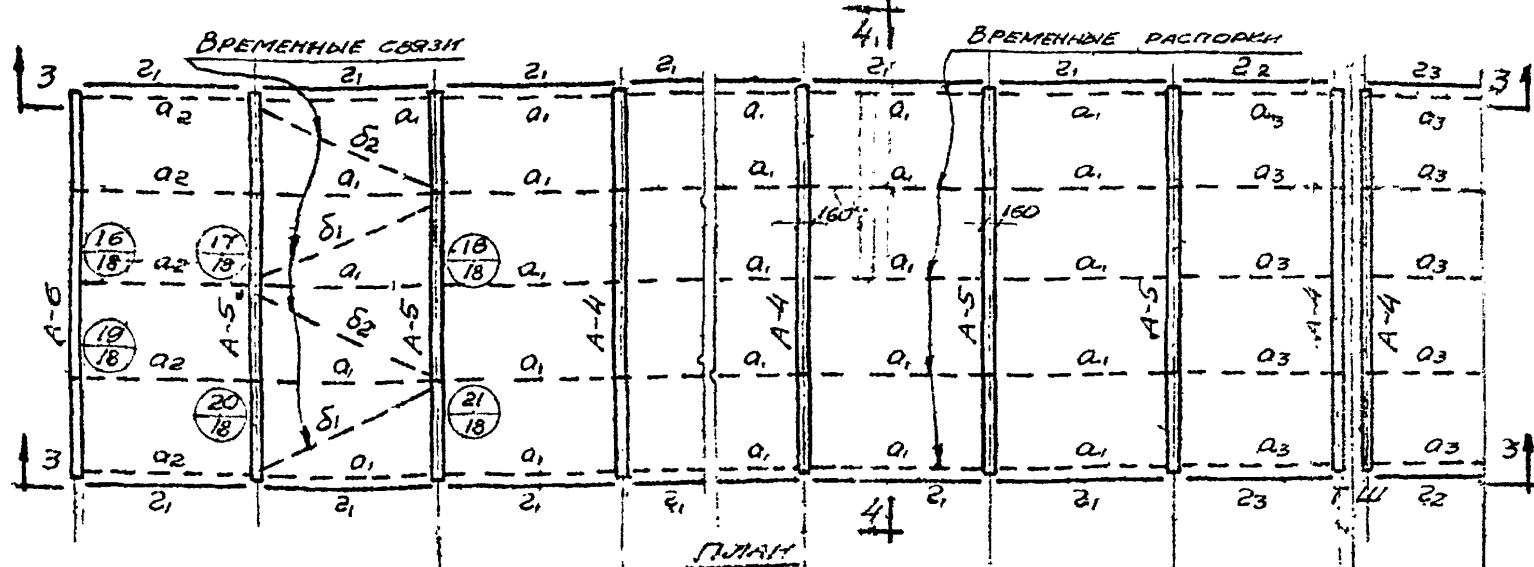 4₁
ВРЕМЕННЫЕ СВЯЗИ
ВРЕМЕННЫЕ РАСПОРКИ
3 г₁ г₁ г₁ г₁ г₁ г₁ г₂ г₃ 3
а₂ а₁ а₁ а₁ а₁ а₁ а₃ а₃
б₂
а₂ а₁ а₁ а₁ а₁ а₁ а₃ а₃
160 160
б₁
16/18 17/18 18/18
а₂ а₁ а₁ а₁ а₁ а₁ а₃ а₃
А-6 А-5 А-5 А-4 А-4 А-5 А-5 А-4 А-4
б₂
19/18
а₂ а₁ а₁ а₁ а₁ а₁ а₃ а₃
20/18 б₁ 21/18
3 а₂ а₁ а₁ а₁ а₁ а₁ а₃ а₃ 3
г₁ г₁ г₁ г₁ г₁ г₁ г₃ г₂
4
ПЛАН